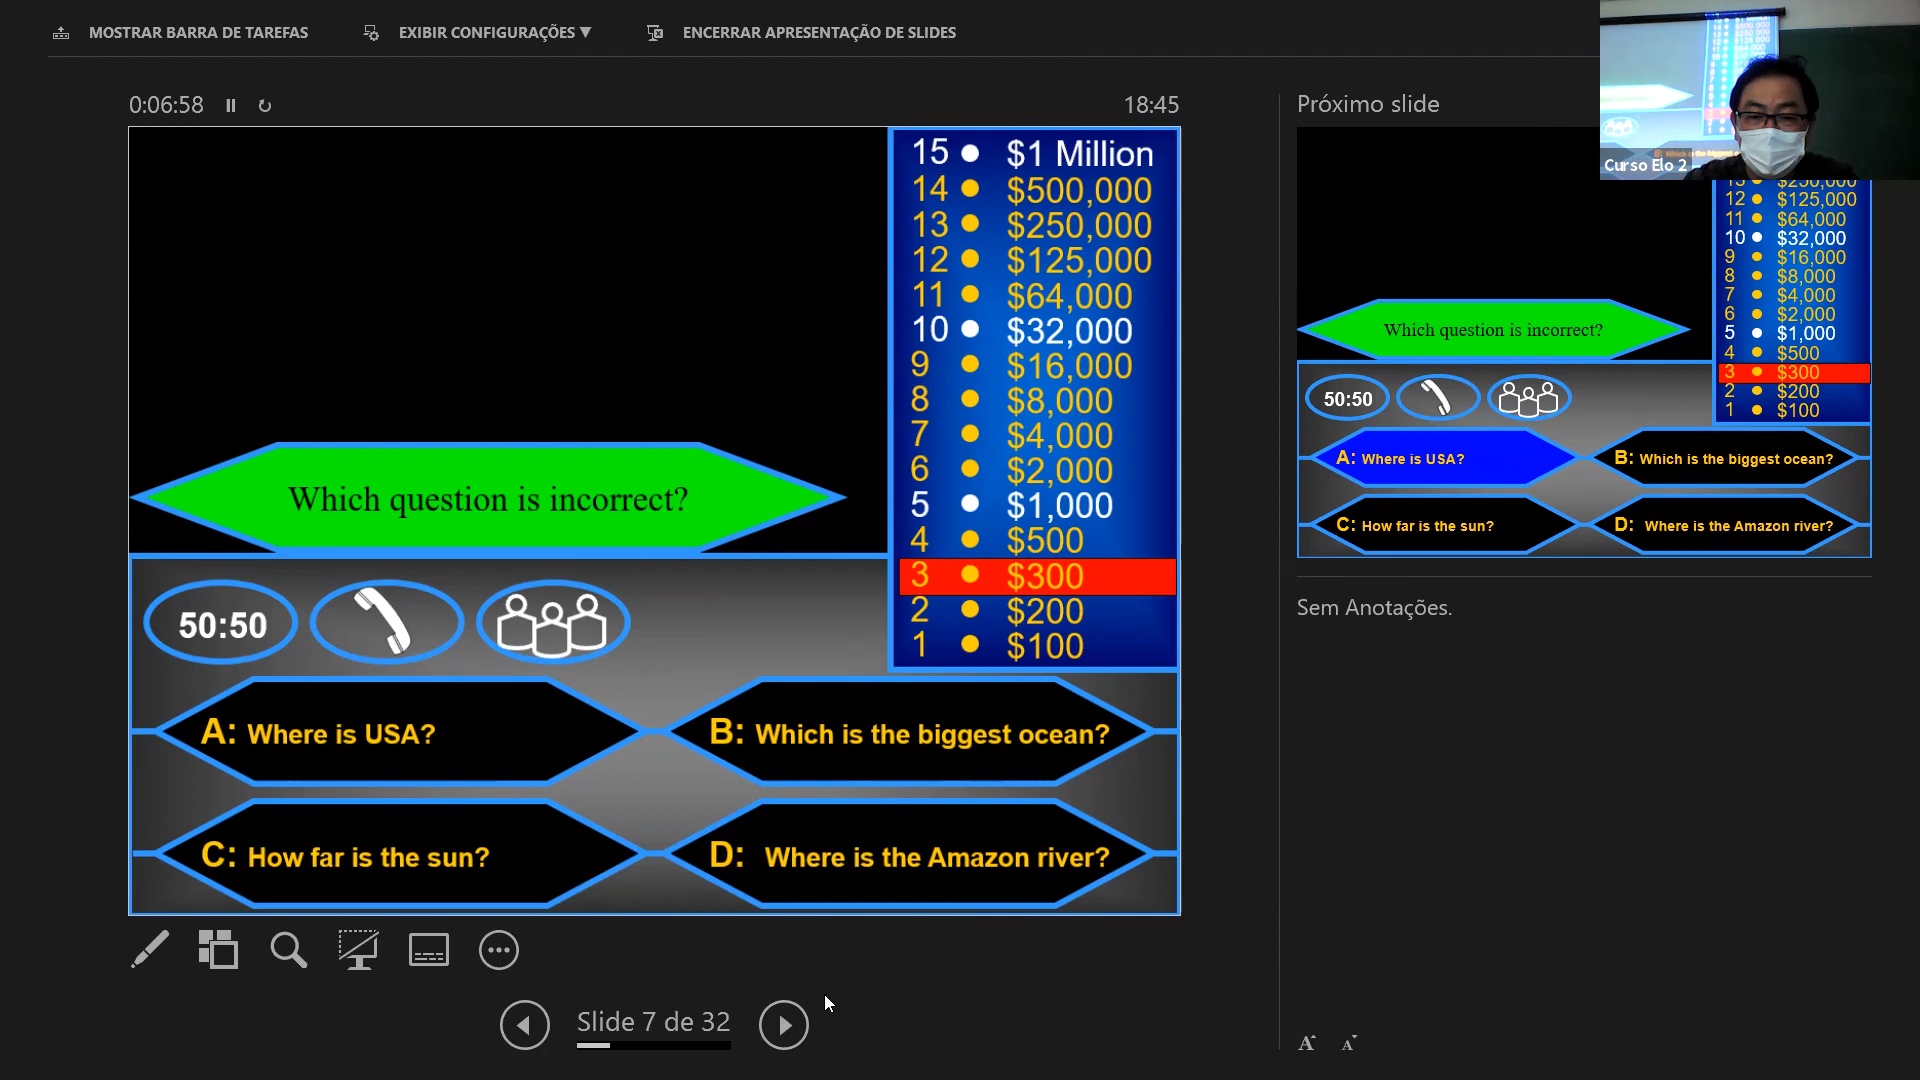 MOSTRAR BARRA DE TAREFAS
EXIBIR CONFIGURAÇÕES ▼
ENCERRAR APRESENTAÇÃO DE SLIDES
0:06:58
18:45
15 $1 Million
14 $500,000
13 $250,000
12 $125,000
11 $64,000
10 $32,000
9 $16,000
8 $8,000
7 $4,000
6 $2,000
5 $1,000
4 $500
3 $300
2 $200
1 $100
Which question is incorrect?
50:50
A: Where is USA?
B: Which is the biggest ocean?
C: How far is the sun?
D: Where is the Amazon river?
Slide 7 de 32
Próximo slide
Curso Elo 2
13 $250,000
12 $125,000
11 $64,000
10 $32,000
9 $16,000
8 $8,000
7 $4,000
6 $2,000
5 $1,000
4 $500
3 $300
2 $200
1 $100
Which question is incorrect?
50:50
A: Where is USA?
B: Which is the biggest ocean?
C: How far is the sun?
D: Where is the Amazon river?
Sem Anotações.
A A